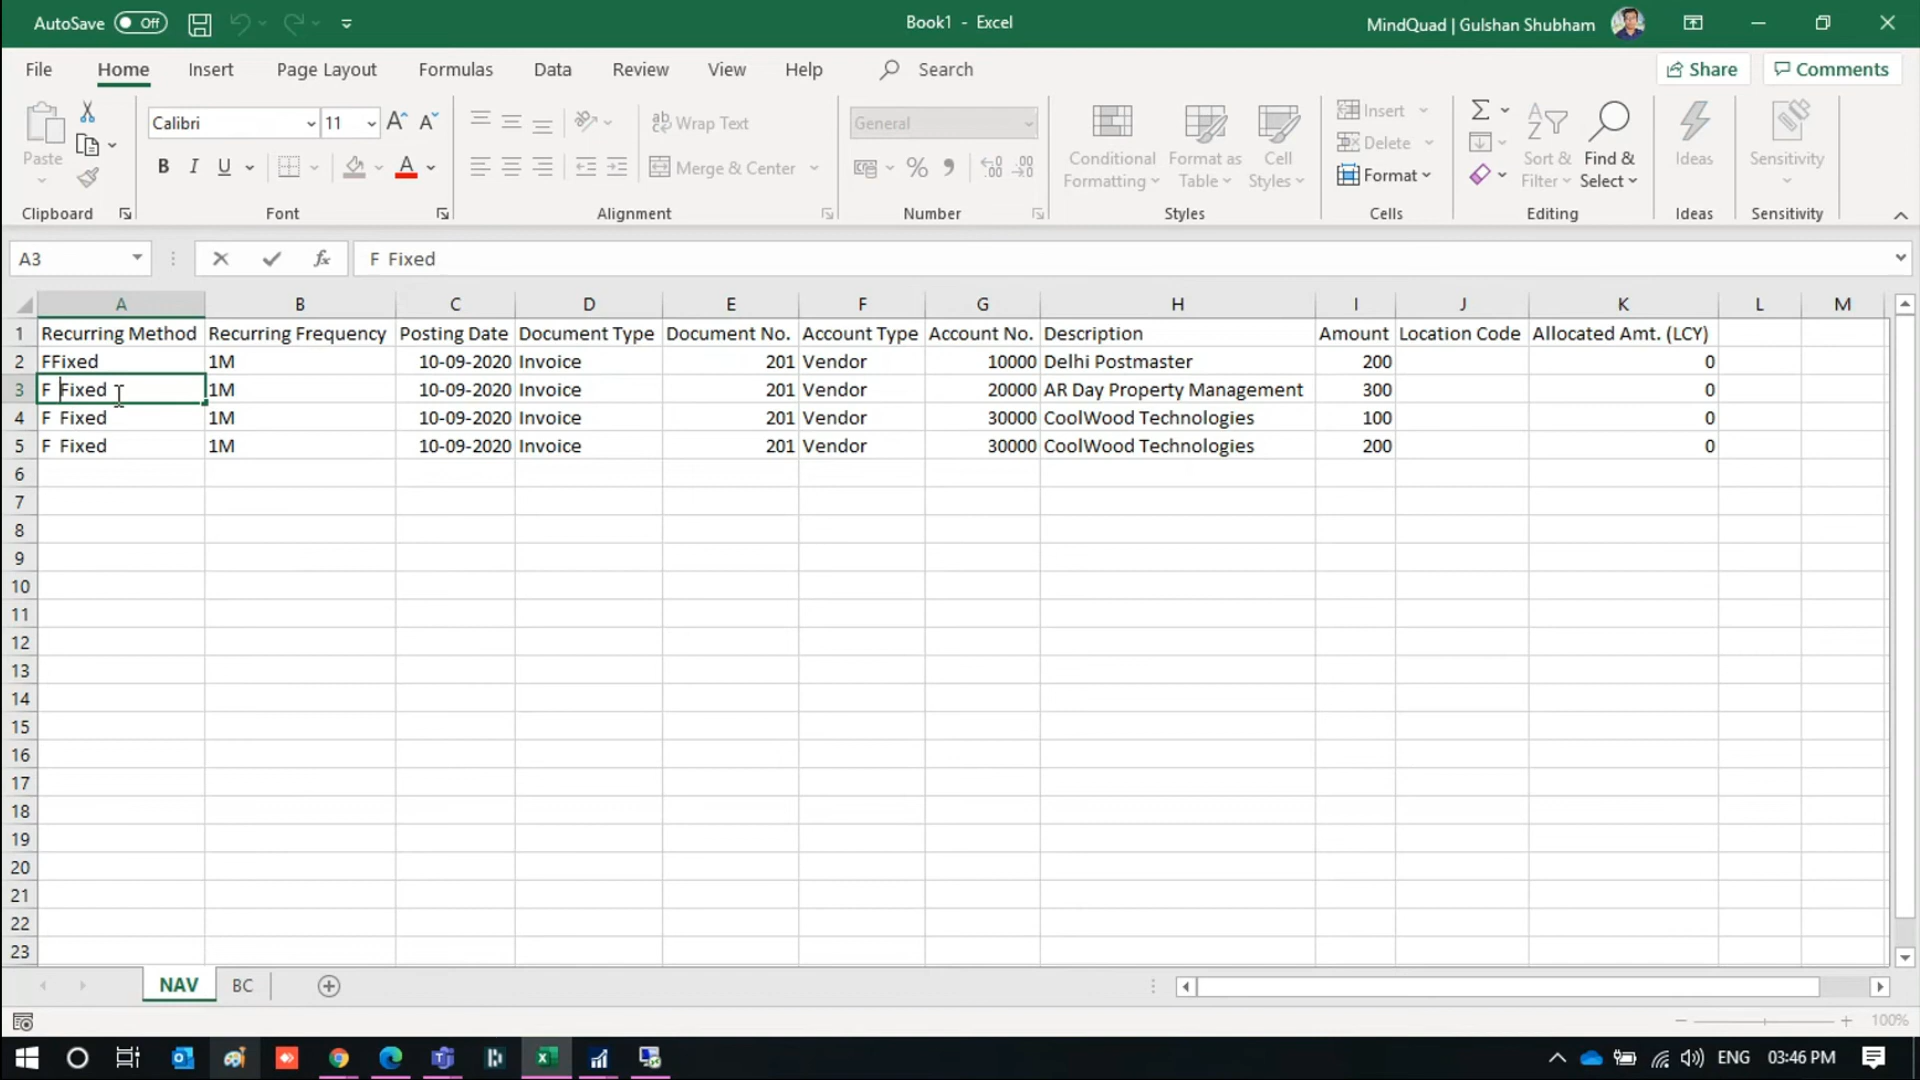 AutoSave Off Book1 - Excel MindQuad | Gulshan Shubham
File Home Insert Page Layout Formulas Data Review View Help Search Share Comments
Paste Calibri 11 Wrap Text General Insert
B I U A Merge & Center % Delete
Conditional Formatting Format as Table Cell Styles Format Sort & Filter Find & Select Ideas Sensitivity
Clipboard Font Alignment Number Styles Cells Editing Ideas Sensitivity
A3 fx F  Fixed
A B C D E F G H I J K L M
1 Recurring Method Recurring Frequency Posting Date Document Type Document No. Account Type Account No. Description Amount Location Code Allocated Amt. (LCY)
2 FFixed 1M 10-09-2020 Invoice 201 Vendor 10000 Delhi Postmaster 200 0
3 F  Fixed 1M 10-09-2020 Invoice 201 Vendor 20000 AR Day Property Management 300 0
4 F  Fixed 1M 10-09-2020 Invoice 201 Vendor 30000 CoolWood Technologies 100 0
5 F  Fixed 1M 10-09-2020 Invoice 201 Vendor 30000 CoolWood Technologies 200 0
6
7
8
9
10
11
12
13
14
15
16
17
18
19
20
21
22
23
NAV BC
100%
ENG 03:46 PM